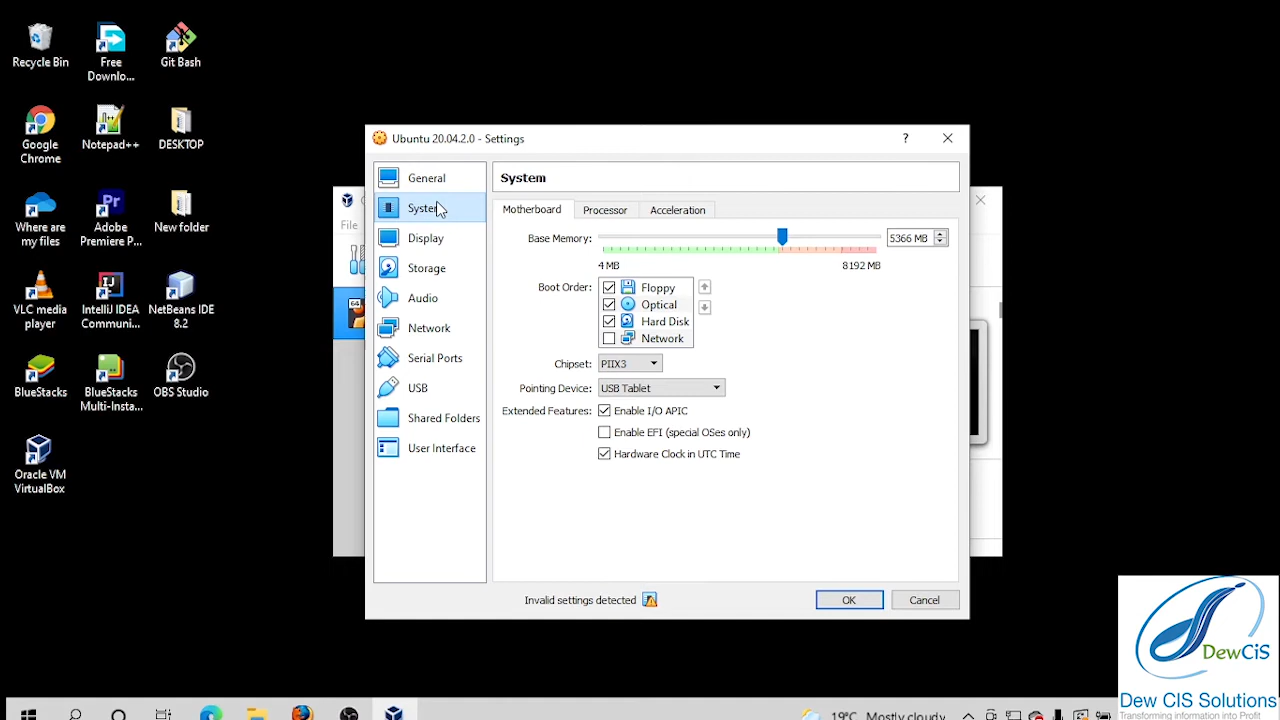 Recycle Bin
Free
Downlo...
Git Bash
Google
Chrome
Notepad++
DESKTOP
Where are
my files
Adobe
Premiere P...
New folder
VLC media
player
IntelliJ IDEA
Communi...
NetBeans IDE
8.2
BlueStacks
BlueStacks
Multi-Insta...
OBS Studio
Oracle VM
VirtualBox
File
64
Ubuntu 20.04.2.0 - Settings
?
General
System
Display
Storage
Audio
Network
Serial Ports
USB
Shared Folders
User Interface
System
Motherboard
Processor
Acceleration
Base Memory:
5366 MB
4 MB
8192 MB
Boot Order:
Floppy
Optical
Hard Disk
Network
Chipset:
PIIX3
Pointing Device:
USB Tablet
Extended Features:
Enable I/O APIC
Enable EFI (special OSes only)
Hardware Clock in UTC Time
Invalid settings detected
OK
Cancel
DewCiS
Dew CIS Solutions
Transforming information into Profit
19°C Mostly cloudy